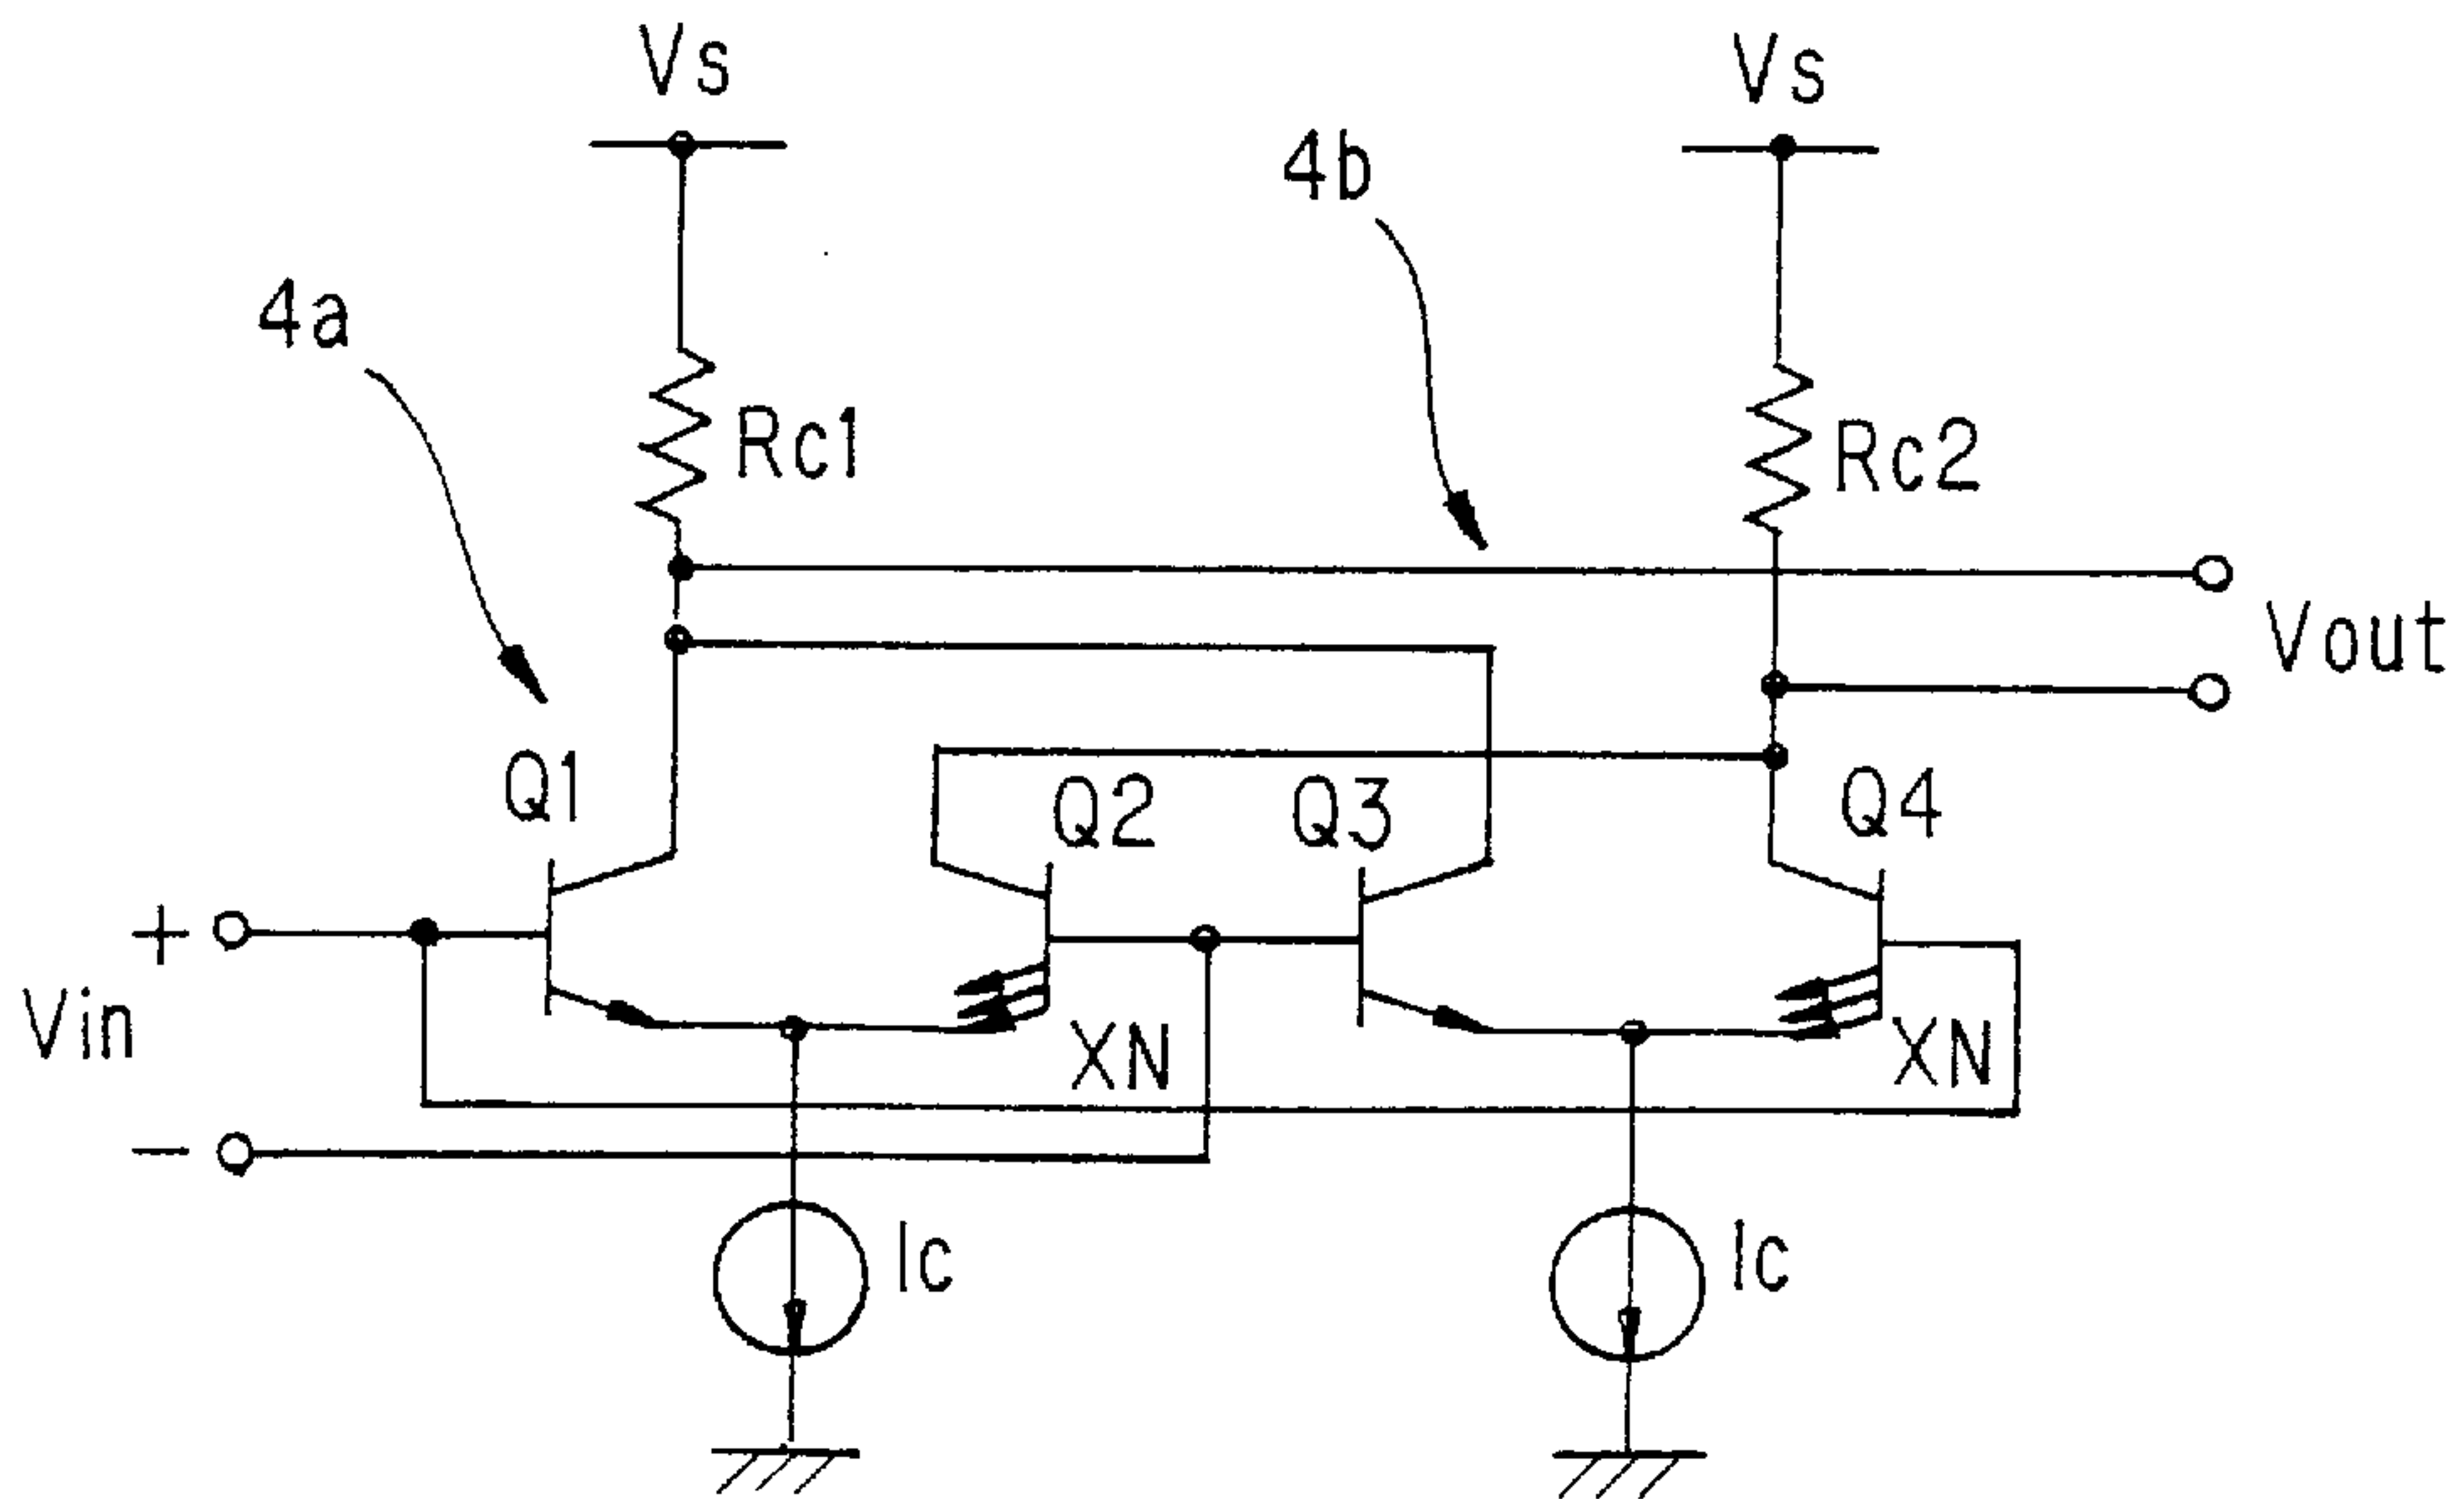 Vs
Vs
4b
4a
Rc1
Rc2
Vout
Q1
Q2
Q3
Q4
+
Vin
XN
XN
−
Ic
Ic